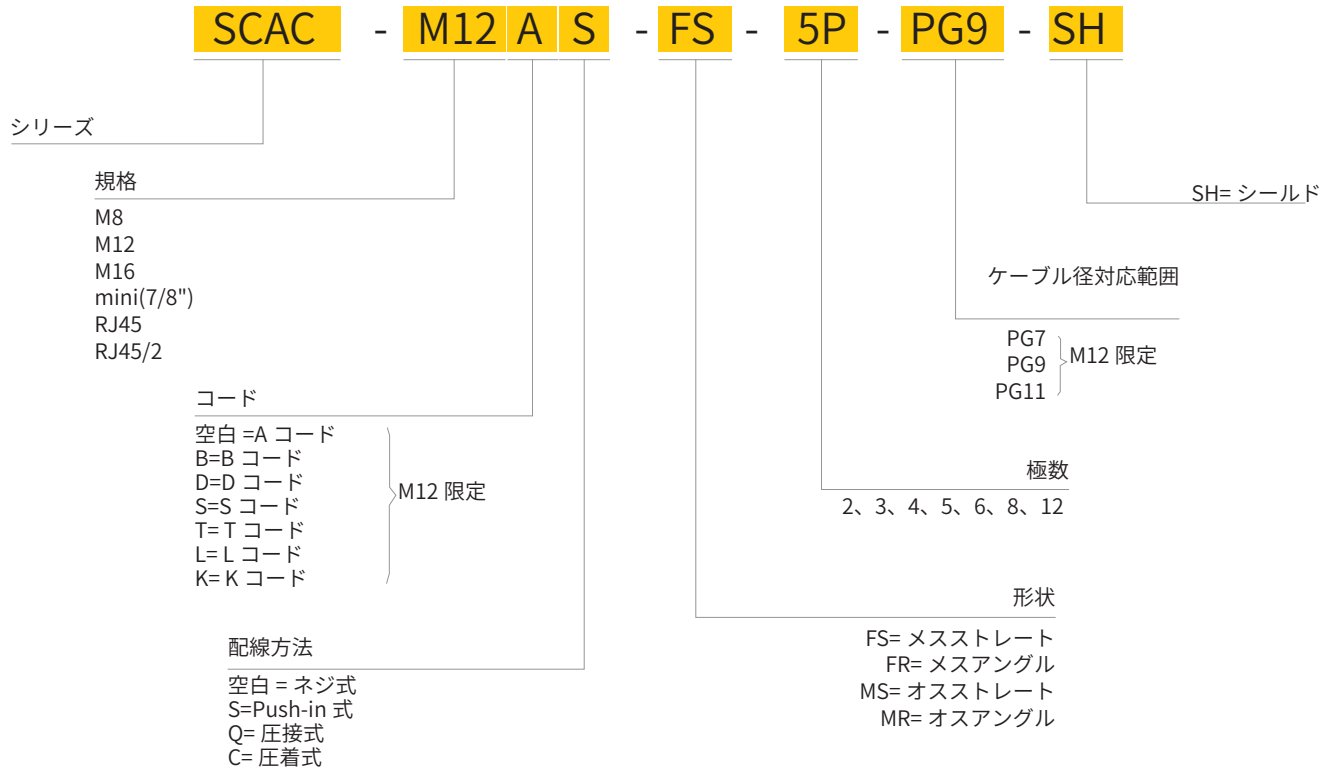 SCAC - M12 A S - FS - 5P - PG9 - SH
シリーズ
規格
M8
M12
M16
mini(7/8")
RJ45
RJ45/2
SH= シールド
ケーブル径対応範囲
PG7
PG9
PG11
M12 限定
コード
空白 =A コード
B=B コード
D=D コード
S=S コード
T= T コード
L= L コード
K= K コード
M12 限定
極数
2、3、4、5、6、8、12
形状
FS= メスストレート
FR= メスアングル
MS= オスストレート
MR= オスアングル
配線方法
空白 = ネジ式
S=Push-in 式
Q= 圧接式
C= 圧着式